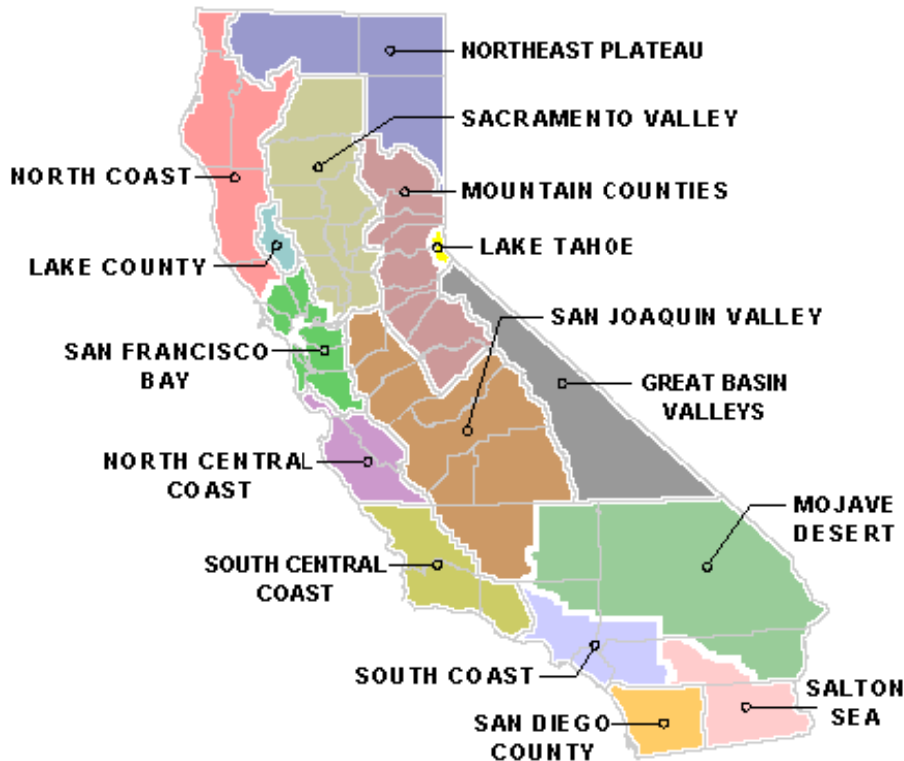 NORTHEAST PLATEAU
SACRAMENTO VALLEY
NORTH COAST
MOUNTAIN COUNTIES
LAKE TAHOE
LAKE COUNTY
SAN JOAQUIN VALLEY
SAN FRANCISCO
BAY
GREAT BASIN
VALLEYS
NORTH CENTRAL
COAST
MOJAVE
DESERT
SOUTH CENTRAL
COAST
SOUTH COAST
SALTON
SEA
SAN DIEGO
COUNTY